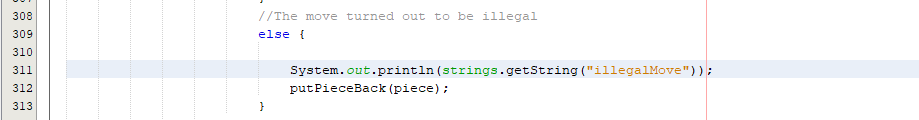 308 //The move turned out to be illegal
309 else {
310
311 System.out.println(strings.getString("illegalMove"));
312 putPieceBack(piece);
313 }